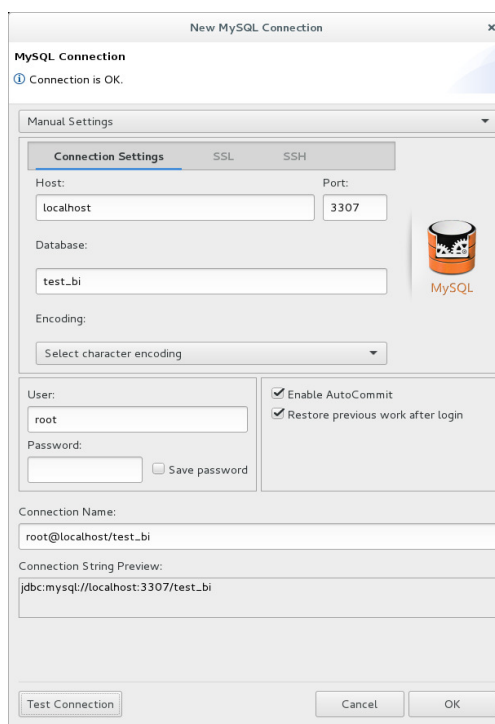 New MySQL Connection
MySQL Connection
Connection is OK.
Manual Settings
Connection Settings SSL SSH
Host: Port:
localhost 3307
Database:
test_bi
MySQL
Encoding:
Select character encoding
User:
root
Password:
Save password
Enable AutoCommit
Restore previous work after login
Connection Name:
root@localhost/test_bi
Connection String Preview:
jdbc:mysql://localhost:3307/test_bi
Test Connection Cancel OK